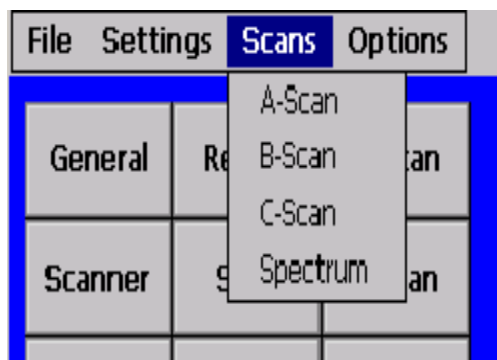 File Settings Scans Options
A-Scan
General B-Scan
C-Scan
Scanner Spectrum